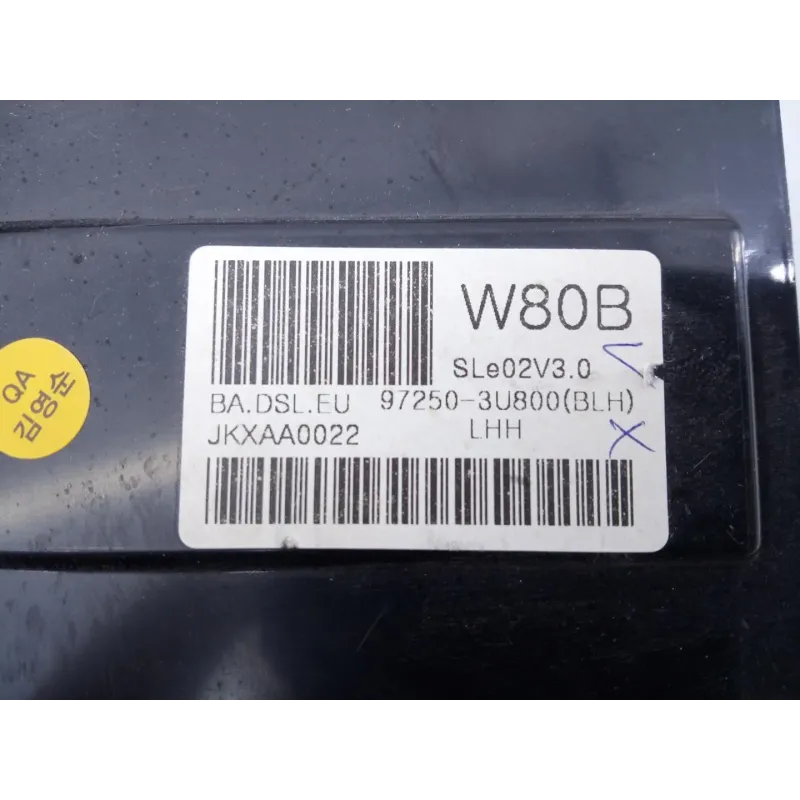 W80B
SLe02V3.0
BA.DSL.EU 97250-3U800(BLH)
JKXAA0022 LHH
QA
김영순